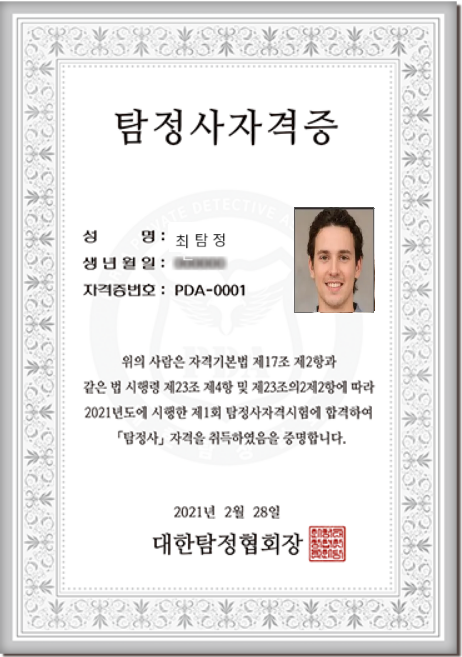 탐정사자격증
PRIVATE DETECTIVE A
성 명 : 최 탐 정
생 년 월 일 :
자격증번호 : PDA-0001
위의 사람은 자격기본법 제17조 제2항과
같은 법 시행령 제23조 제4항 및 제23조의2제2항에 따라
2021년도에 시행한 제1회 탐정사자격시험에 합격하여
「탐정사」 자격을 취득하였음을 증명합니다.
2021년 2월 28일
대한탐정협회장